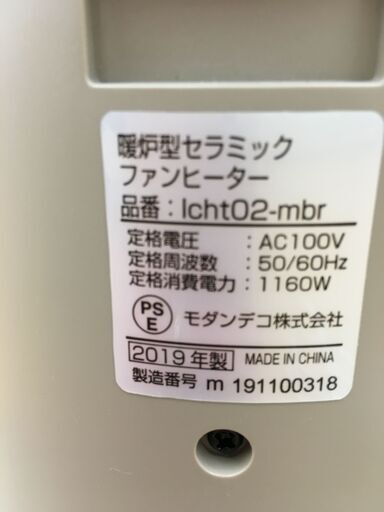 暖炉型セラミック
ファンヒーター
品番：lcht02-mbr
定格電圧　：AC100V
定格周波数　：50/60Hz
定格消費電力：1160W
PS
E
モダンデコ株式会社
2019年製 MADE IN CHINA
製造番号 m 191100318